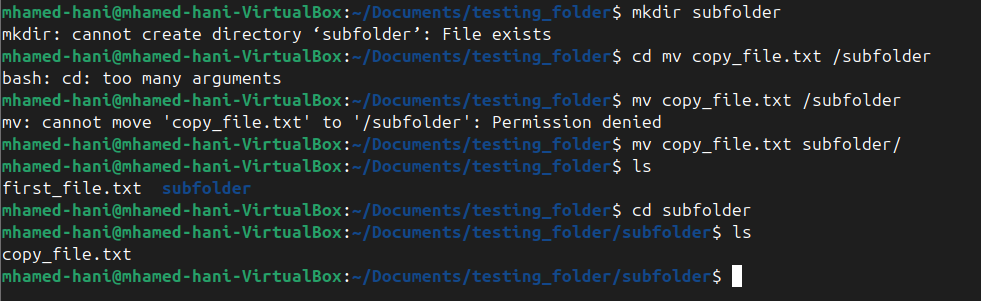 mhamed-hani@mhamed-hani-VirtualBox:~/Documents/testing_folder$ mkdir subfolder
mkdir: cannot create directory ‘subfolder’: File exists
mhamed-hani@mhamed-hani-VirtualBox:~/Documents/testing_folder$ cd mv copy_file.txt /subfolder
bash: cd: too many arguments
mhamed-hani@mhamed-hani-VirtualBox:~/Documents/testing_folder$ mv copy_file.txt /subfolder
mv: cannot move 'copy_file.txt' to '/subfolder': Permission denied
mhamed-hani@mhamed-hani-VirtualBox:~/Documents/testing_folder$ mv copy_file.txt subfolder/
mhamed-hani@mhamed-hani-VirtualBox:~/Documents/testing_folder$ ls
first_file.txt  subfolder
mhamed-hani@mhamed-hani-VirtualBox:~/Documents/testing_folder$ cd subfolder
mhamed-hani@mhamed-hani-VirtualBox:~/Documents/testing_folder/subfolder$ ls
copy_file.txt
mhamed-hani@mhamed-hani-VirtualBox:~/Documents/testing_folder/subfolder$